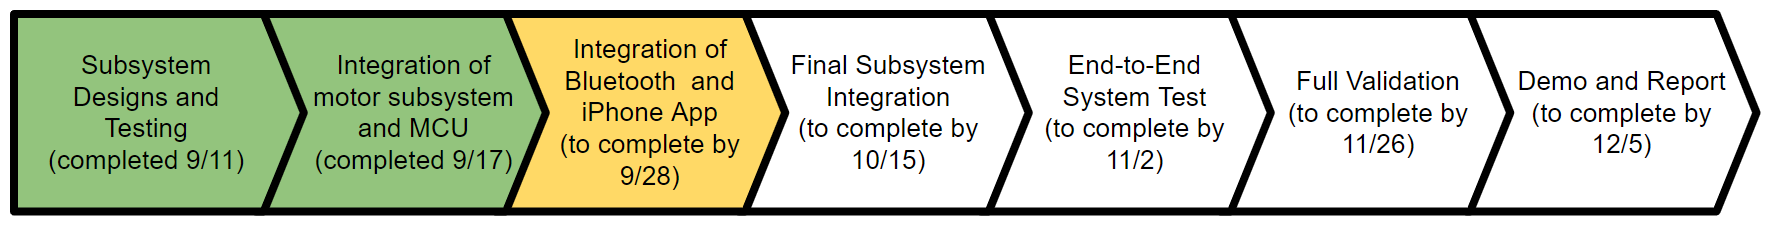 Subsystem
Designs and
Testing
(completed 9/11)
Integration of
motor subsystem
and MCU
(completed 9/17)
Integration of
Bluetooth  and
iPhone App
(to complete by
9/28)
Final Subsystem
Integration
(to complete by
10/15)
End-to-End
System Test
(to complete by
11/2)
Full Validation
(to complete by
11/26)
Demo and Report
(to complete by
12/5)